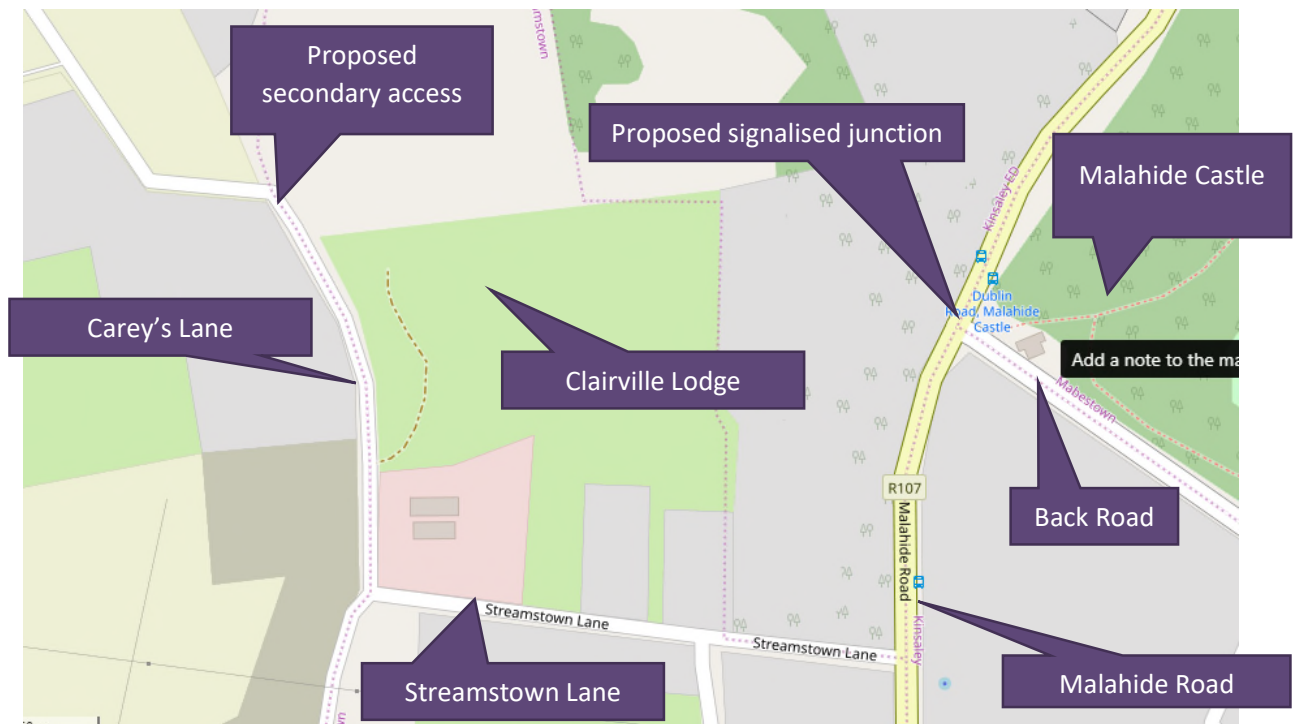 amstown
Proposed
secondary access
Proposed signalised junction
Malahide Castle
Kinsaley ED
Dublin
Road, Malahide
Castle
Carey’s Lane
Add a note to the ma
Clairville Lodge
Mabestown
R107
Back Road
Malahide Road
Streamstown Lane
Streamstown Lane
Kinsaley
Streamstown Lane
Malahide Road